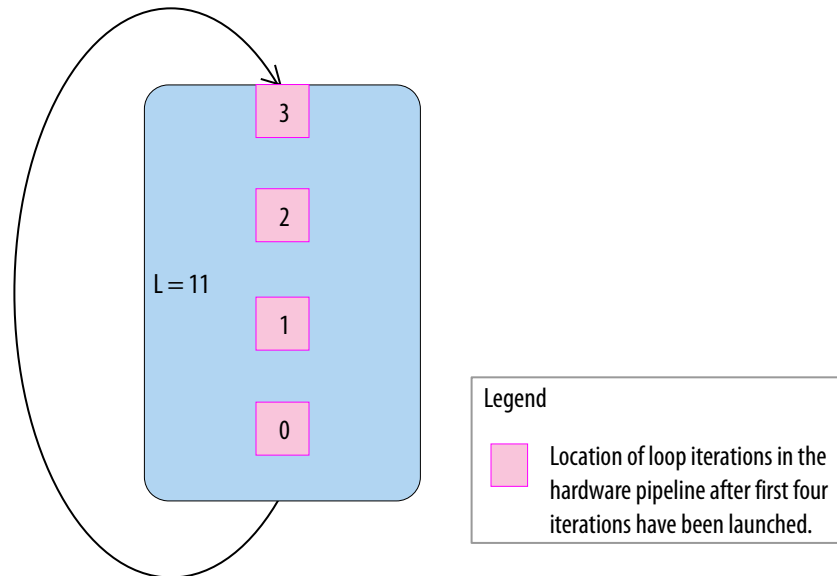 3
2
L = 11
1
0
Legend
Location of loop iterations in the
hardware pipeline after first four
iterations have been launched.